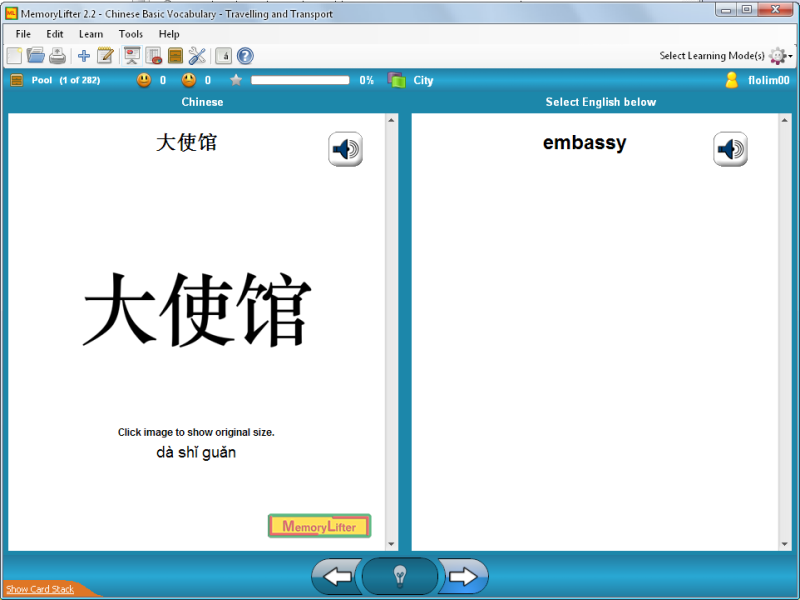 MemoryLifter 2.2 - Chinese Basic Vocabulary - Travelling and Transport
File Edit Learn Tools Help
Select Learning Mode(s)
Pool (1 of 282) 0 0 0% City flolim00
Chinese
Select English below
大使馆
embassy
大使馆
Click image to show original size.
dà shǐ guǎn
MemoryLifter
Show Card Stack